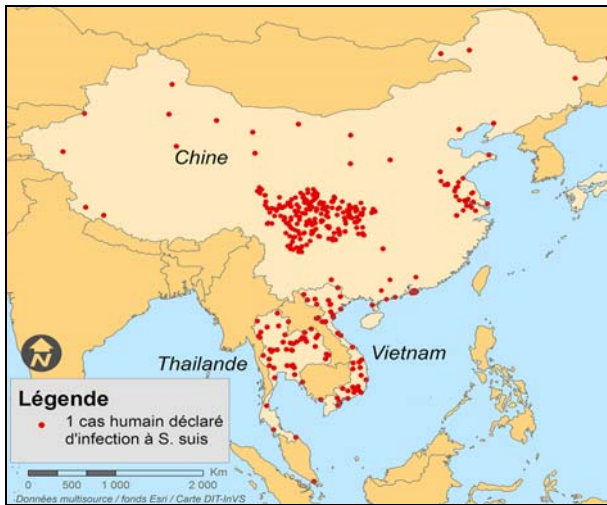 Chine
Thailande
Vietnam
N
Légende
1 cas humain déclaré
d'infection à S. suis
Km
0 500 1 000 2 000
Données multisource / fonds Esri / Carte DIT-InVS